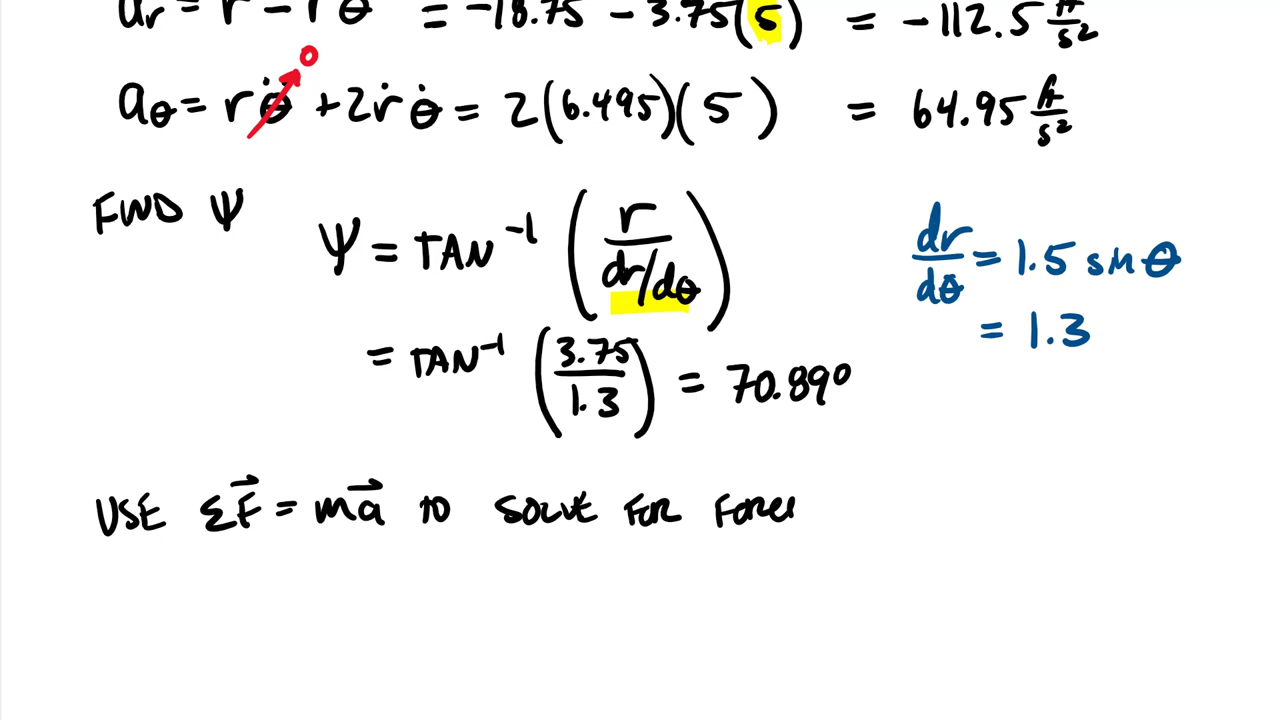 ar = r̈ - r θ̇ = -18.75 - 3.75(5) = -112.5 ft/s²
aθ = rθ̈ + 2ṙθ̇ = 2(6.495)(5) = 64.95 ft/s²
0
FIND Ψ
Ψ = TAN⁻¹ (r / dr/dθ)
dr/dθ = 1.5 sin θ
= 1.3
= TAN⁻¹ (3.75 / 1.3) = 70.89°
USE ΣF⃗ = ma⃗ TO SOLVE FOR FORCE